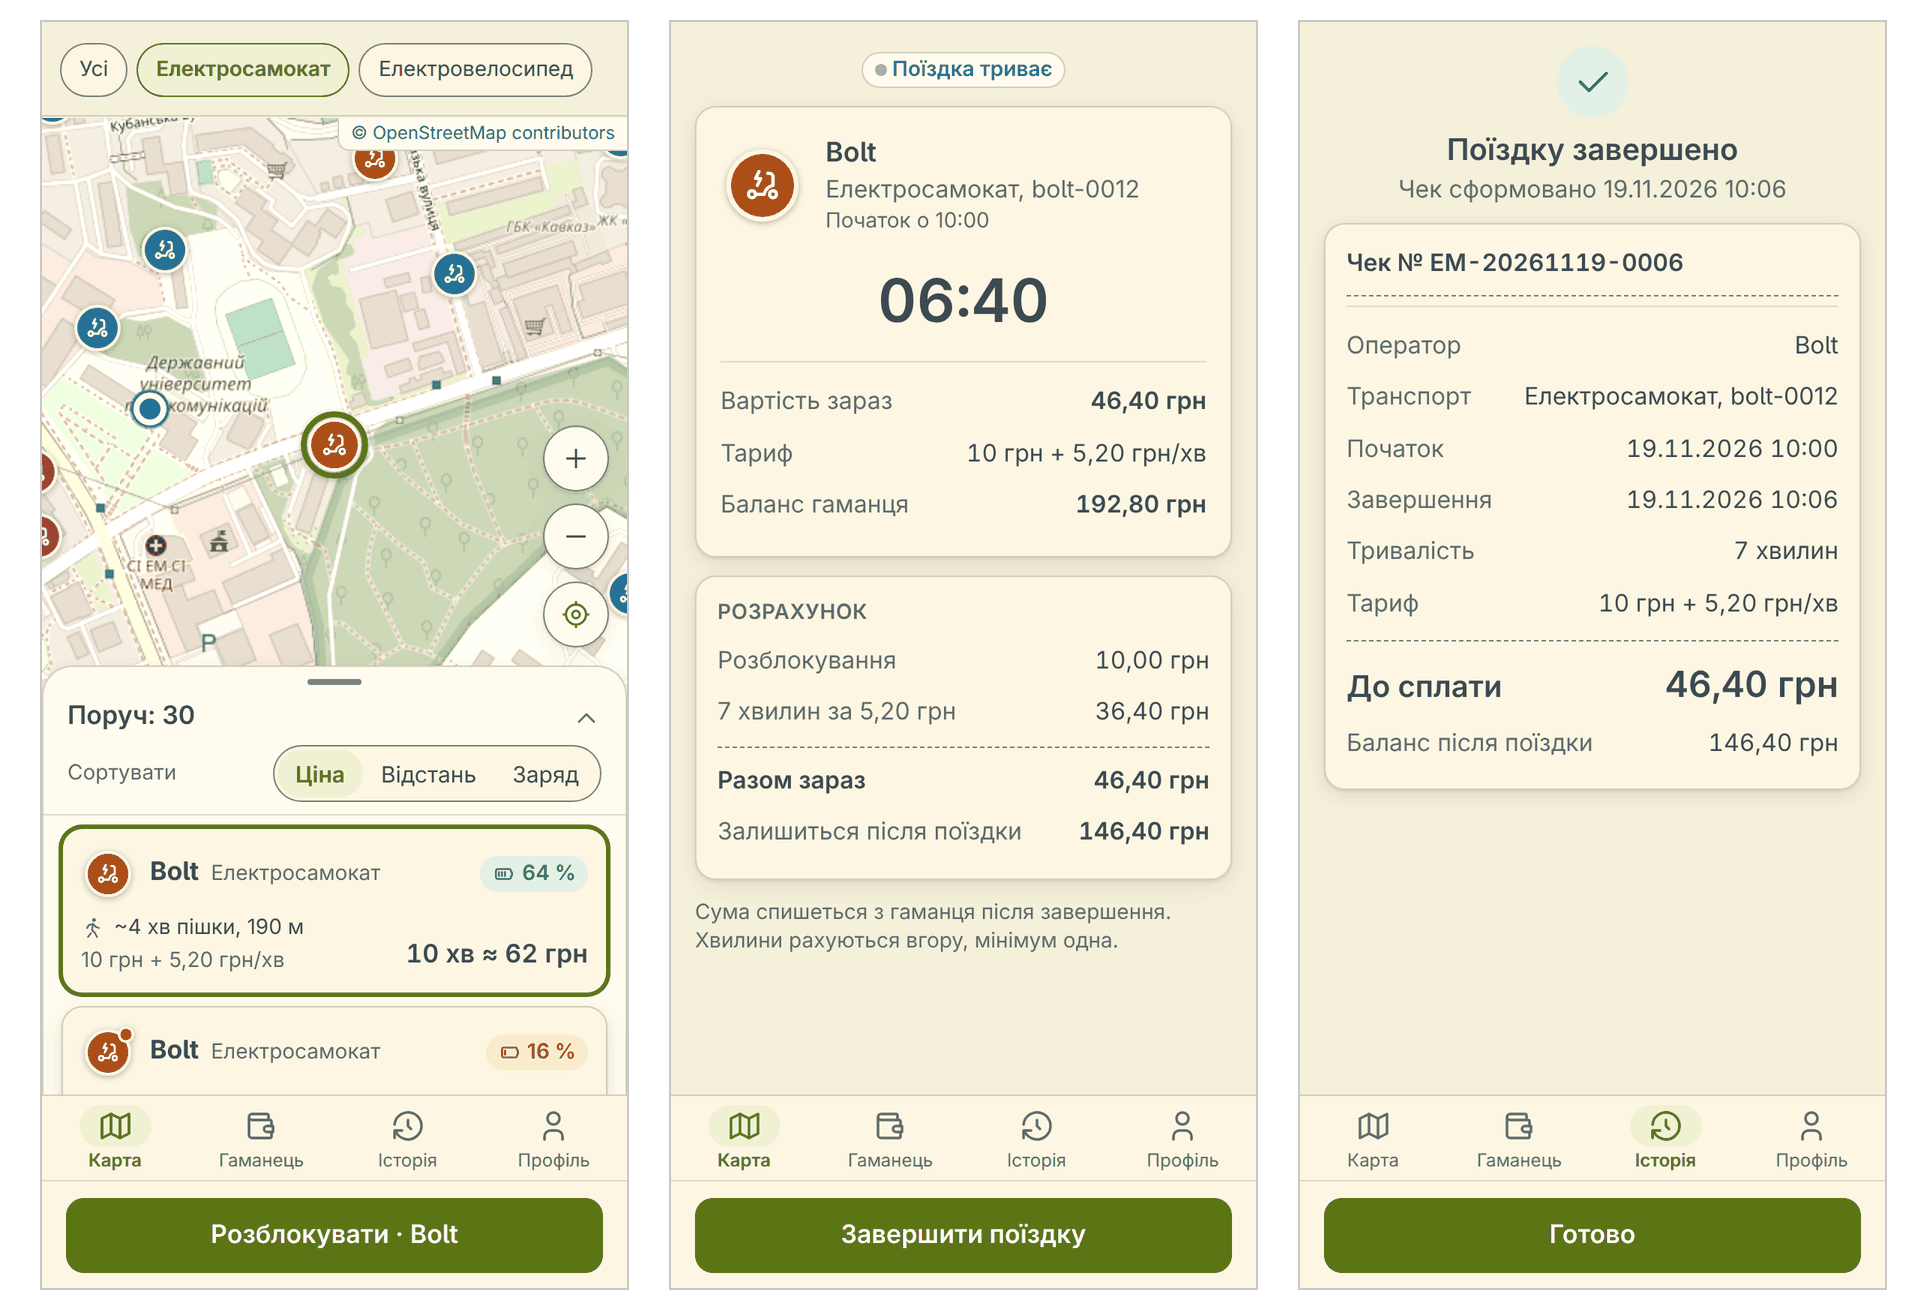 Усі
Електросамокат
Електровелосипед
© OpenStreetMap contributors
ГБК «Кавказ»
ЖК «
Державний
університет
комунікацій
СІ ЕМ СІ
МЕД
P
Поруч: 30
Сортувати
Ціна
Відстань
Заряд
Bolt Електросамокат
64 %
~4 хв пішки, 190 м
10 грн + 5,20 грн/хв
10 хв ≈ 62 грн
Bolt Електросамокат
16 %
Карта
Гаманець
Історія
Профіль
Розблокувати · Bolt
Поїздка триває
Bolt
Електросамокат, bolt-0012
Початок о 10:00
06:40
Вартість зараз 46,40 грн
Тариф 10 грн + 5,20 грн/хв
Баланс гаманця 192,80 грн
РОЗРАХУНОК
Розблокування 10,00 грн
7 хвилин за 5,20 грн 36,40 грн
Разом зараз 46,40 грн
Залишиться після поїздки 146,40 грн
Сума спишеться з гаманця після завершення.
Хвилини рахуються вгору, мінімум одна.
Карта
Гаманець
Історія
Профіль
Завершити поїздку
Поїздку завершено
Чек сформовано 19.11.2026 10:06
Чек № EM-20261119-0006
Оператор Bolt
Транспорт Електросамокат, bolt-0012
Початок 19.11.2026 10:00
Завершення 19.11.2026 10:06
Тривалість 7 хвилин
Тариф 10 грн + 5,20 грн/хв
До сплати 46,40 грн
Баланс після поїздки 146,40 грн
Карта
Гаманець
Історія
Профіль
Готово